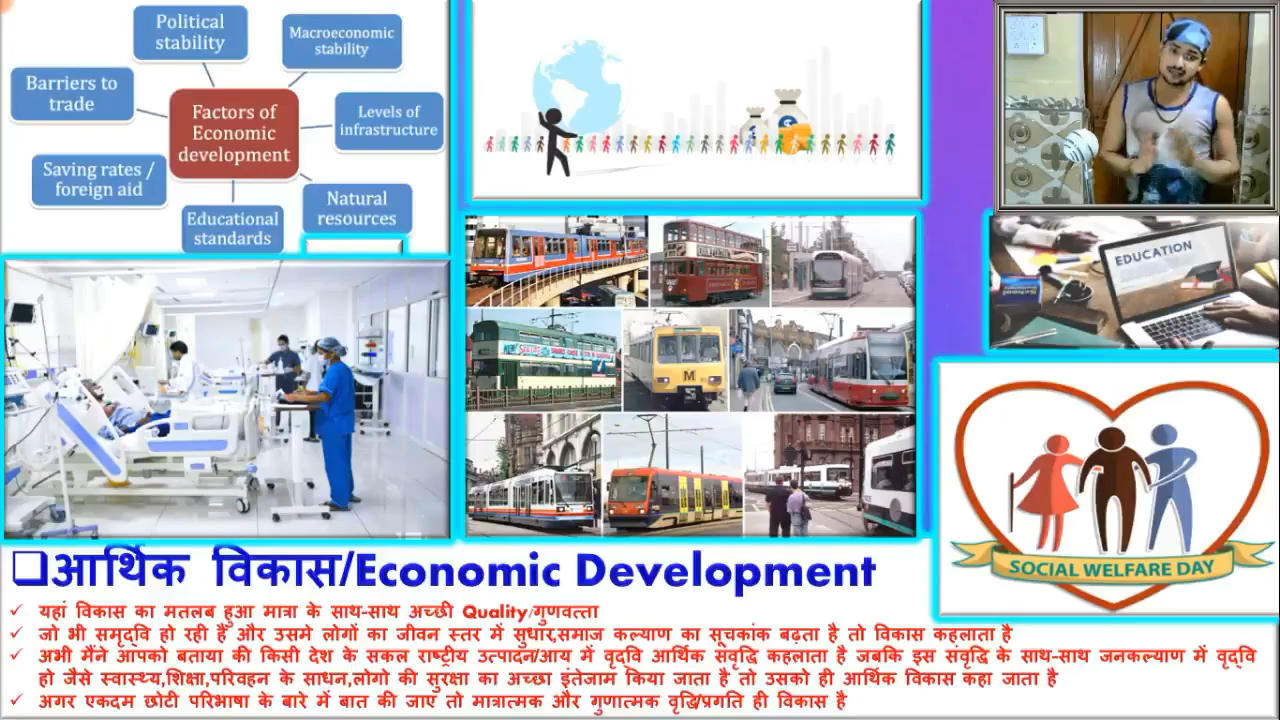 Political
stability
Macroeconomic
stability
Barriers to
trade
Factors of
Economic
development
Levels of
infrastructure
Saving rates /
foreign aid
Natural
resources
Educational
standards
EDUCATION
M
SOCIAL WELFARE DAY
❑आर्थिक विकास/Economic Development
✓ यहां विकास का मतलब हुआ मात्रा के साथ-साथ अच्छी Quality/गुणवत्ता
✓ जो भी समृद्वि हो रही हैं और उसमे लोगों का जीवन स्तर में सुधार,समाज कल्याण का सूचकांक बढ़ता है तो विकास कहलाता है
✓ अभी मैंने आपको बताया की किसी देश के सकल राष्ट्रीय उत्पादन/आय में वृद्वि आर्थिक संवृद्धि कहलाता है जबकि इस संवृद्धि के साथ-साथ जनकल्याण में वृद्वि
हो जैसे स्वास्थ्य,शिक्षा,परिवहन के साधन,लोगो की सुरक्षा का अच्छा इंतेजाम किया जाता है तो उसको ही आर्थिक विकास कहा जाता है
✓ अगर एकदम छोटी परिभाषा के बारे में बात की जाए तो मात्रात्मक और गुणात्मक वृद्धि/प्रगति ही विकास है